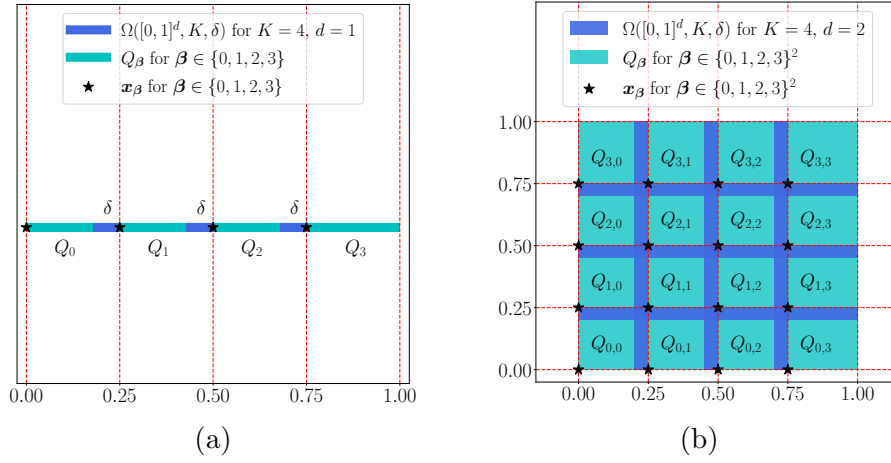 Ω([0, 1]^d, K, δ) for K = 4, d = 1
Q_β for β ∈ {0, 1, 2, 3}
x_β for β ∈ {0, 1, 2, 3}
δ δ δ
Q_0 Q_1 Q_2 Q_3
0.00 0.25 0.50 0.75 1.00
(a)
Ω([0, 1]^d, K, δ) for K = 4, d = 2
Q_β for β ∈ {0, 1, 2, 3}^2
x_β for β ∈ {0, 1, 2, 3}^2
1.00
Q_{3,0} Q_{3,1} Q_{3,2} Q_{3,3}
0.75
Q_{2,0} Q_{2,1} Q_{2,2} Q_{2,3}
0.50
Q_{1,0} Q_{1,1} Q_{1,2} Q_{1,3}
0.25
Q_{0,0} Q_{0,1} Q_{0,2} Q_{0,3}
0.00
0.00 0.25 0.50 0.75 1.00
(b)